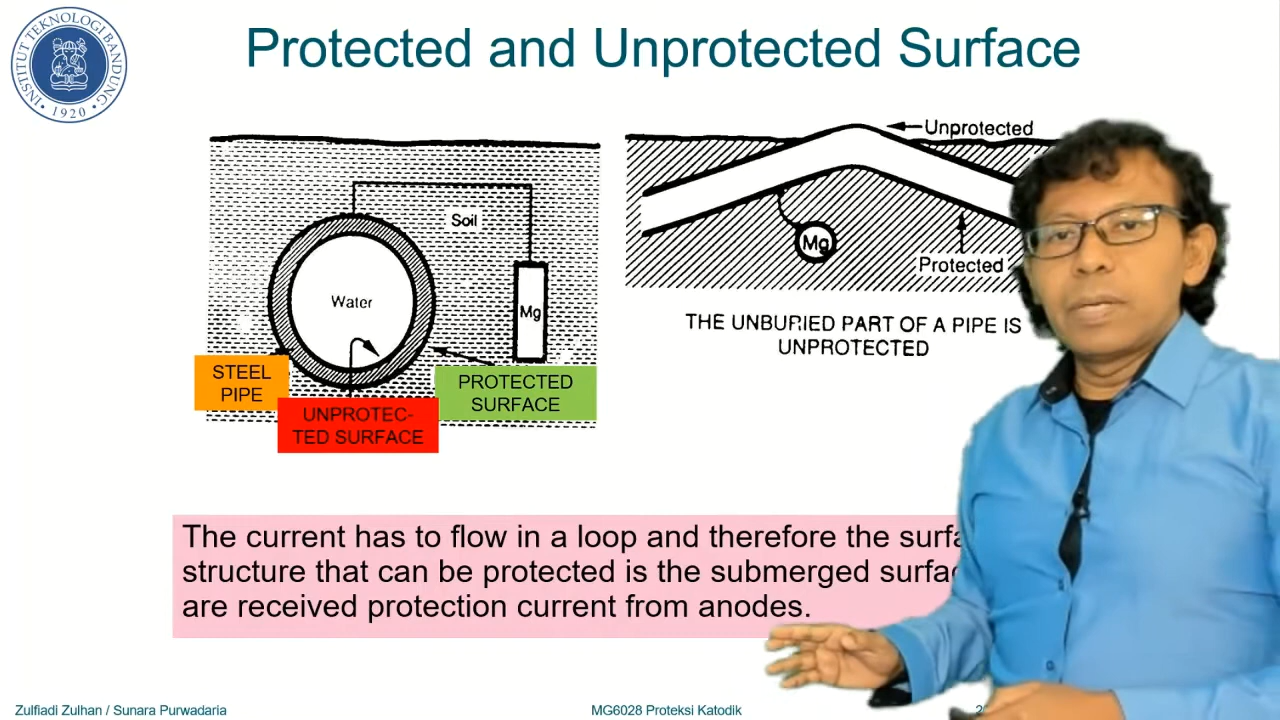 INSTITUT TEKNOLOGI BANDUNG
• 1920 •
Protected and Unprotected Surface
Soil
Water
Mg
STEEL
PIPE
UNPROTEC-
TED SURFACE
PROTECTED
SURFACE
Unprotected
Mg
Protected
THE UNBURIED PART OF A PIPE IS
UNPROTECTED
The current has to flow in a loop and therefore the
structure that can be protected is the submerged
are received protection current from anodes.
Zulfiadi Zulhan / Sunara Purwadaria
MG6028 Proteksi Katodik